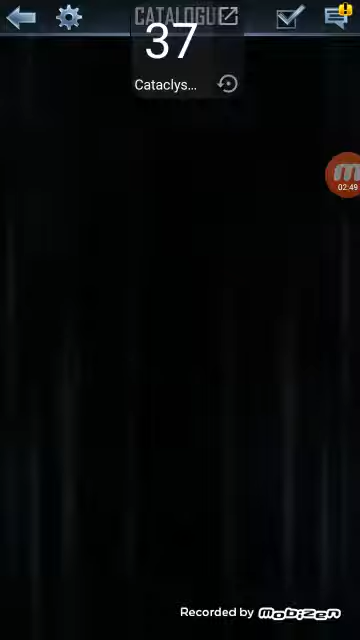 CATALOGUE
37
Cataclys...
02:49
Recorded by mobizen